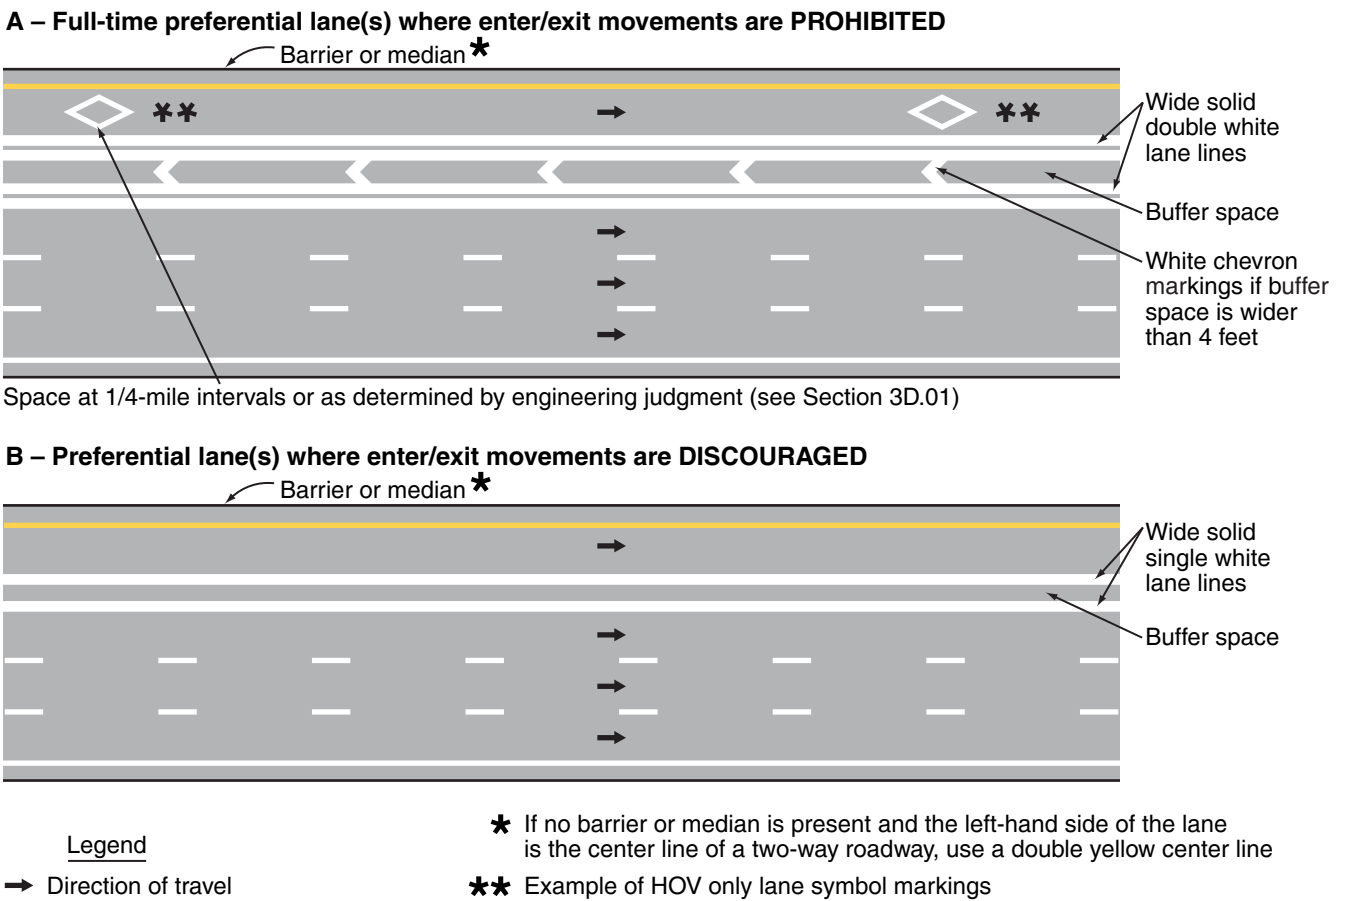 A – Full-time preferential lane(s) where enter/exit movements are PROHIBITED
Barrier or median *
**
**
Wide solid
double white
lane lines
Buffer space
White chevron
markings if buffer
space is wider
than 4 feet
Space at 1/4-mile intervals or as determined by engineering judgment (see Section 3D.01)
B – Preferential lane(s) where enter/exit movements are DISCOURAGED
Barrier or median *
Wide solid
single white
lane lines
Buffer space
Legend
Direction of travel
* If no barrier or median is present and the left-hand side of the lane
is the center line of a two-way roadway, use a double yellow center line
** Example of HOV only lane symbol markings